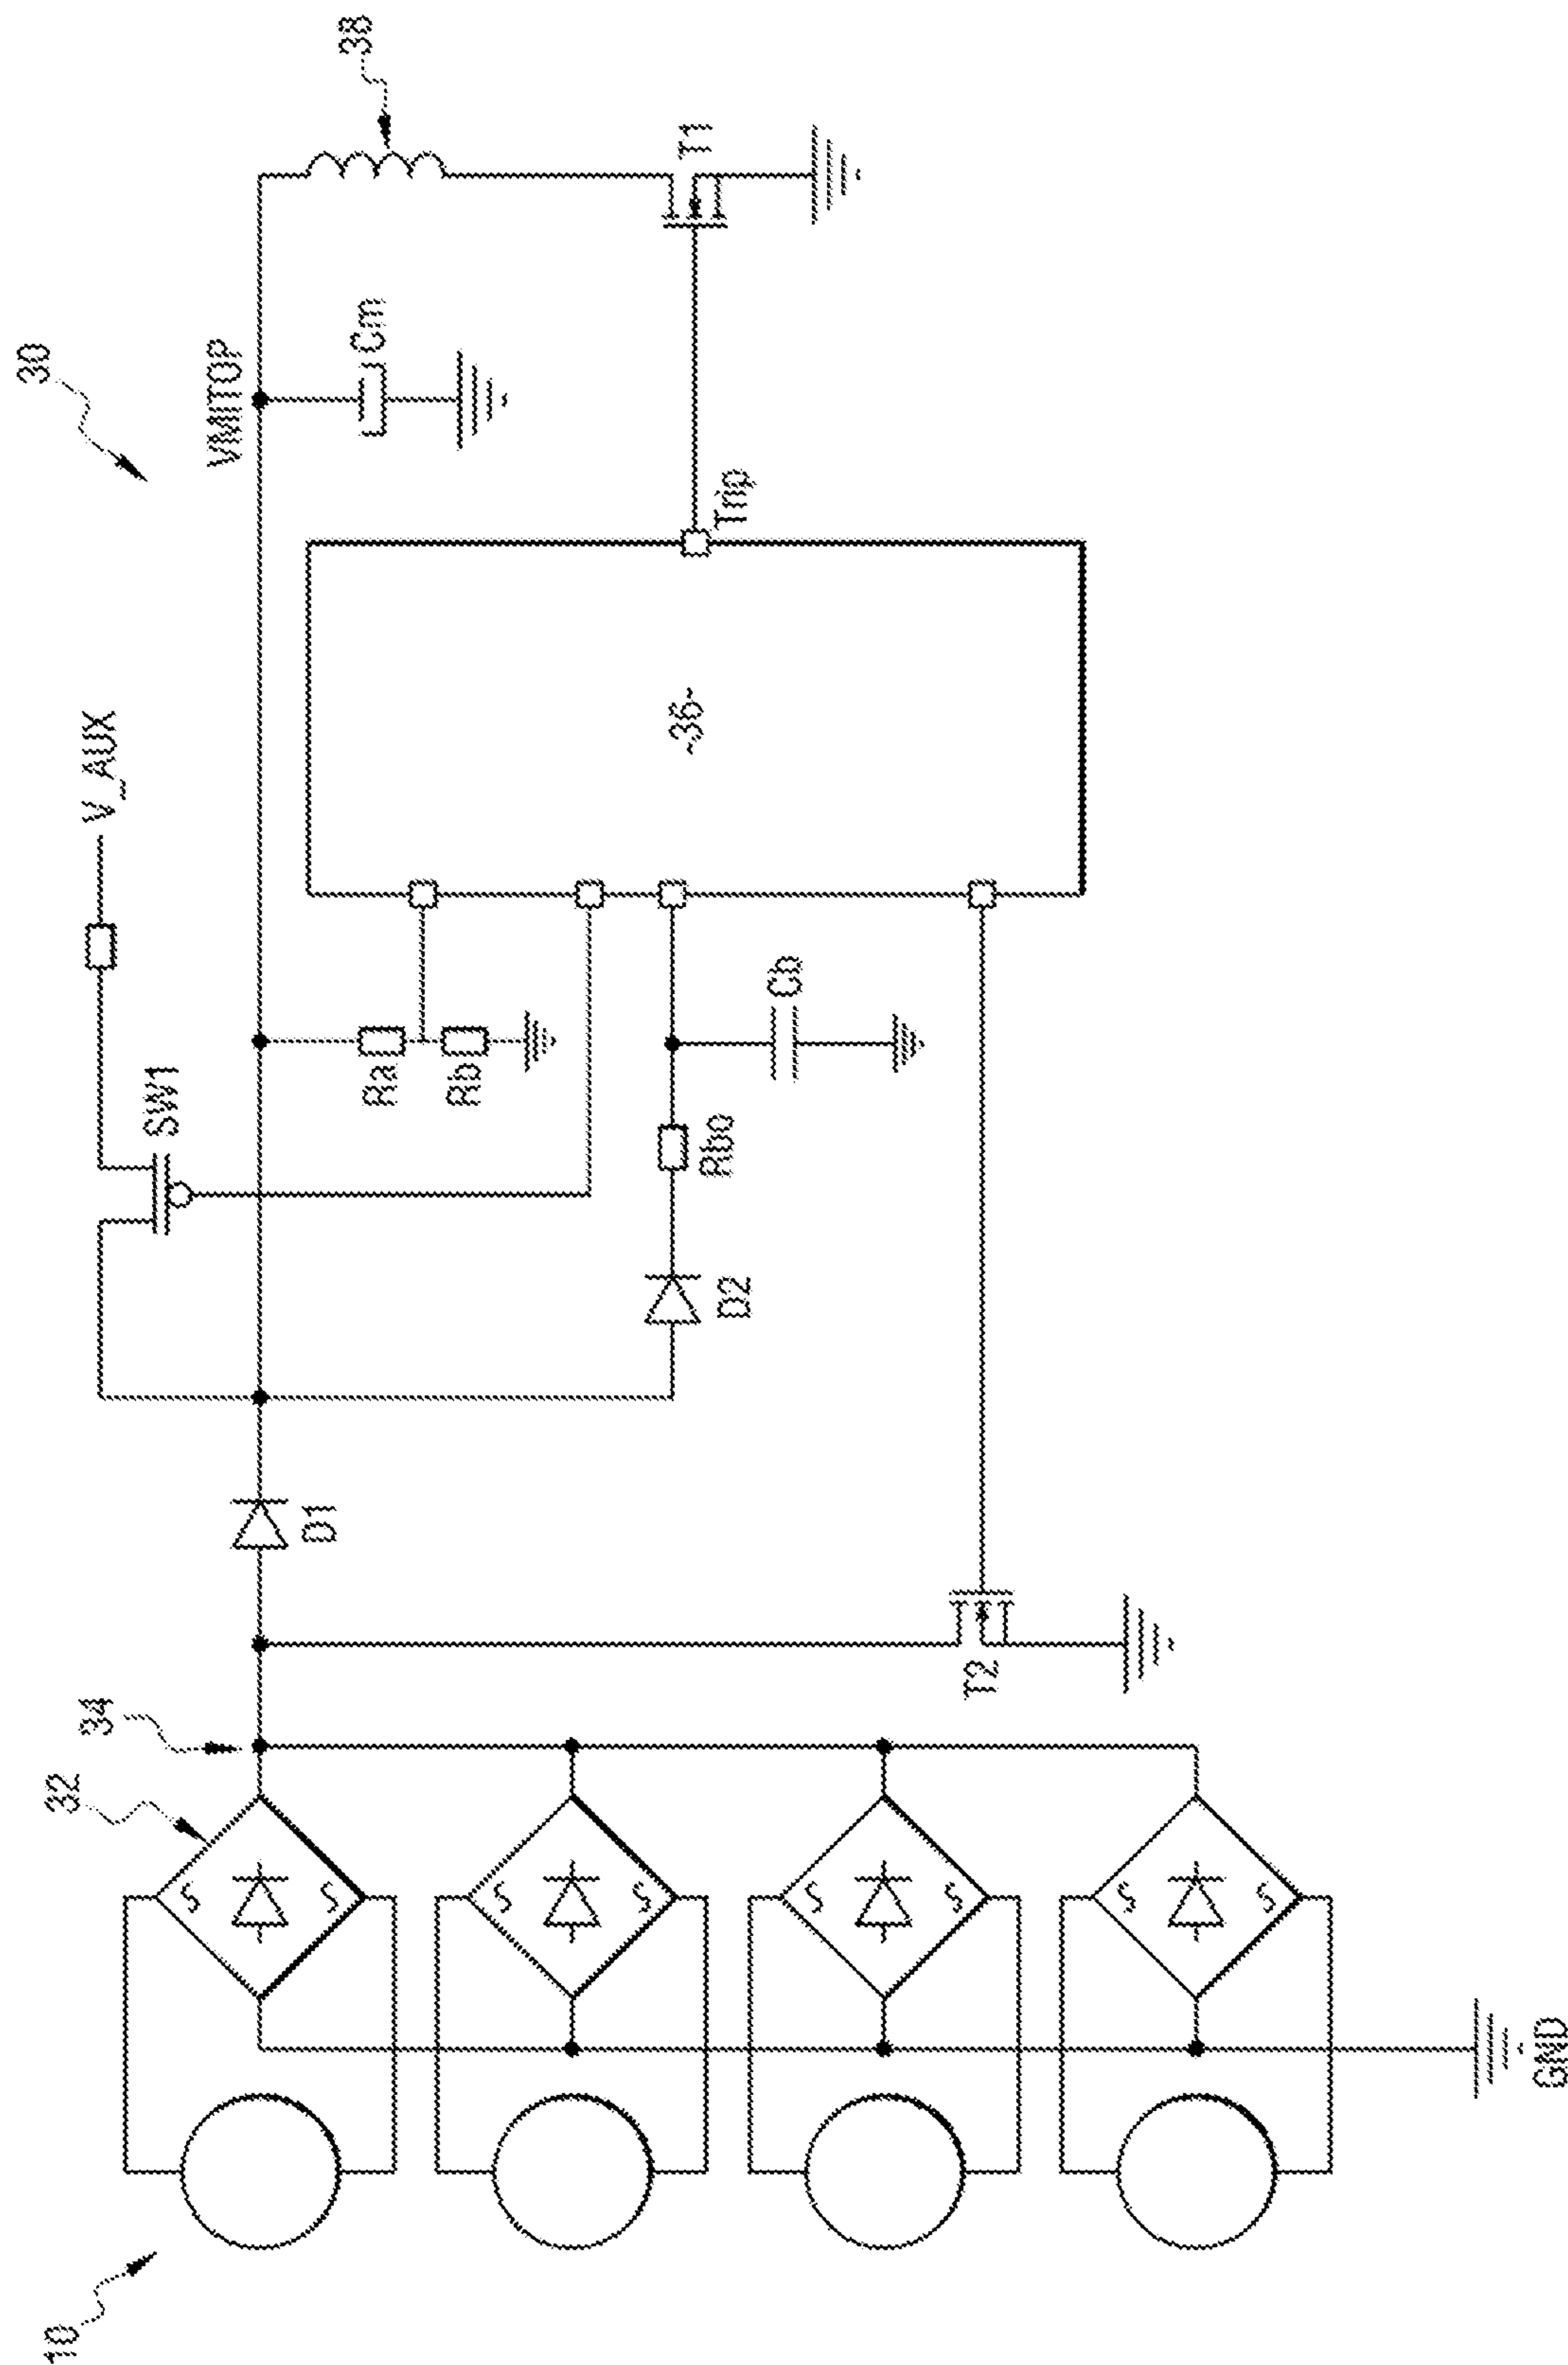 10
32
34
30
38
V_AUX
SW1
VMITOP
D1
Ra
Rb
Cm
D2
Rbo
Cb
~36~
Trip
T1
T2
S
S
S
S
S
S
S
S
GND